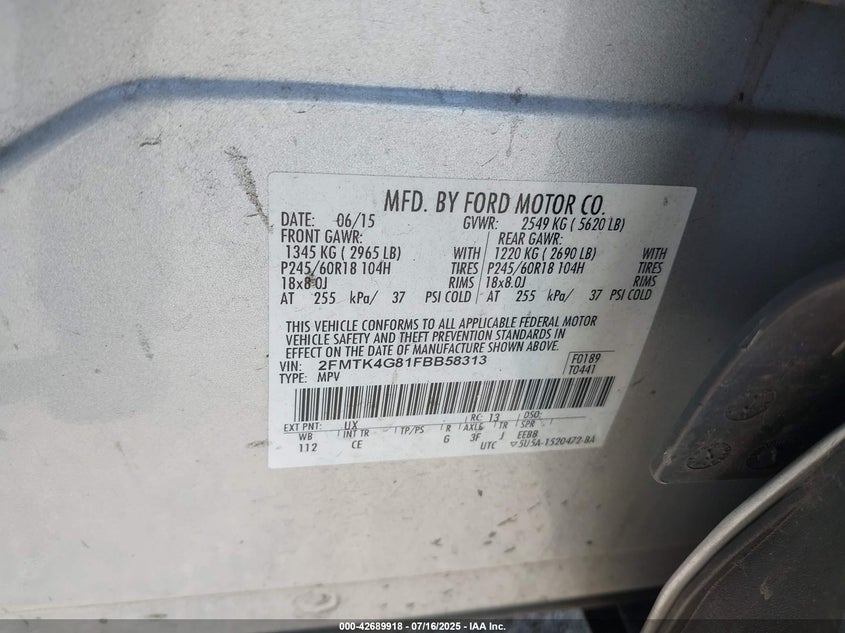 MFD. BY FORD MOTOR CO.
DATE: 06/15 GVWR: 2549 KG ( 5620 LB)
FRONT GAWR: REAR GAWR:
1345 KG ( 2965 LB) WITH 1220 KG ( 2690 LB) WITH
P245/60R18 104H TIRES P245/60R18 104H TIRES
18x8.0J RIMS 18x8.0J RIMS
AT 255 kPa/ 37 PSI COLD AT 255 kPa/ 37 PSI COLD
THIS VEHICLE CONFORMS TO ALL APPLICABLE FEDERAL MOTOR
VEHICLE SAFETY AND THEFT PREVENTION STANDARDS IN
EFFECT ON THE DATE OF MANUFACTURE SHOWN ABOVE.
VIN: 2FMTK4G81FBB58313 F0189
TYPE: MPV T0441
EXT PNT: UX RC: 13 DSO:
WB INT TR TP/PS R AXLE TR SPR
112 CE G 3F J EEBB
UTC 5U5A-1520472-BA
000-42689918 - 07/16/2025 - IAA Inc.